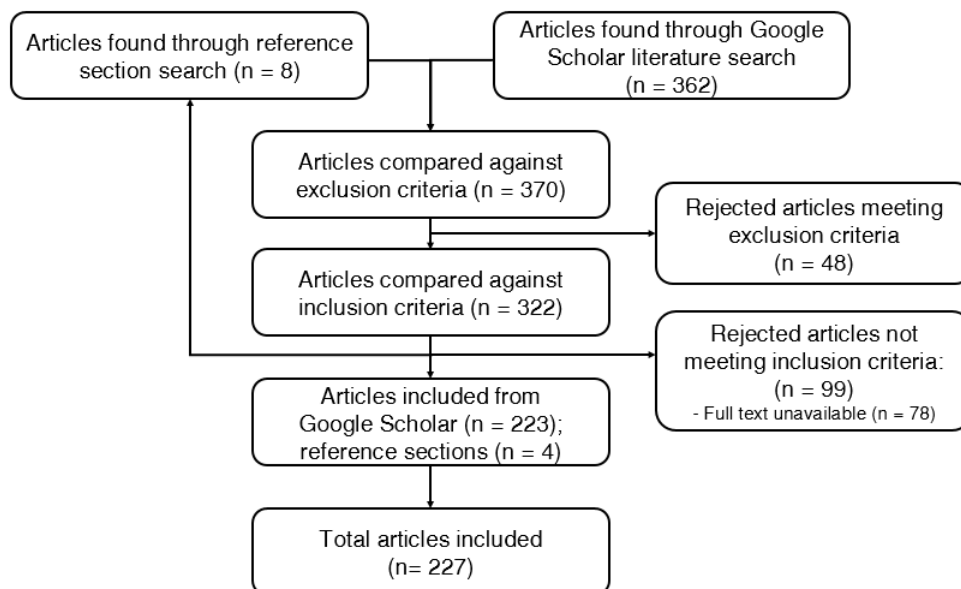 Articles found through reference
section search (n = 8)
Articles found through Google
Scholar literature search
(n = 362)
Articles compared against
exclusion criteria (n = 370)
Rejected articles meeting
exclusion criteria
(n = 48)
Articles compared against
inclusion criteria (n = 322)
Rejected articles not
meeting inclusion criteria:
(n = 99)
- Full text unavailable (n = 78)
Articles included from
Google Scholar (n = 223);
reference sections (n = 4)
Total articles included
(n= 227)